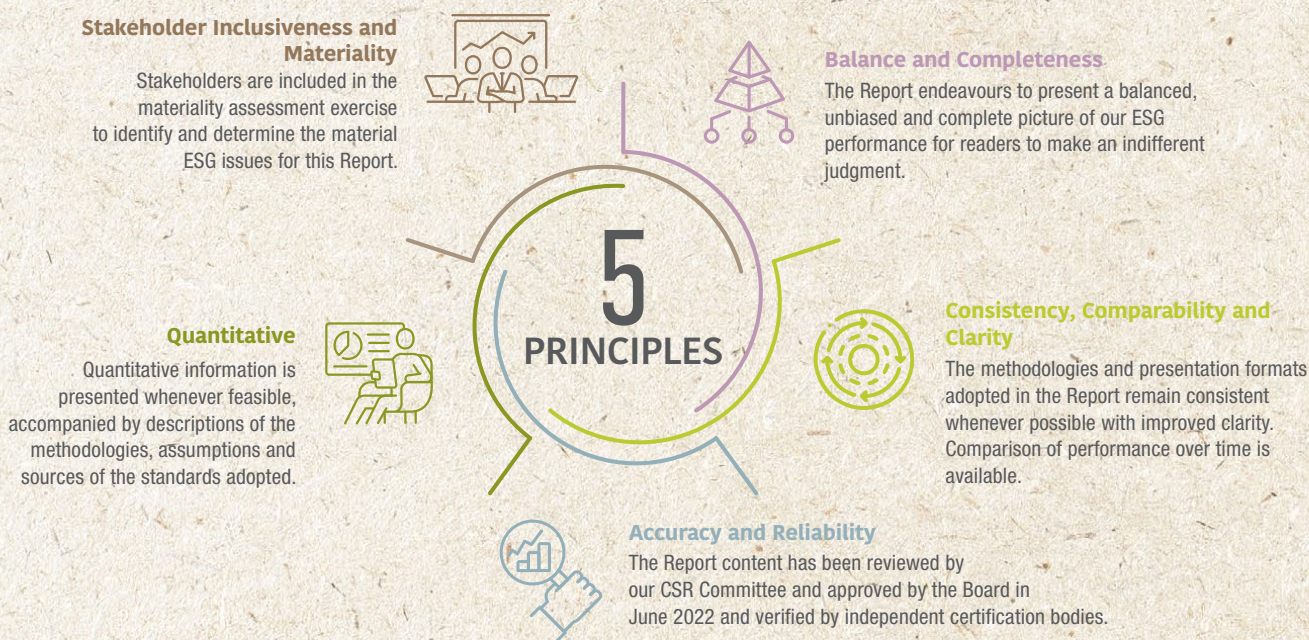 Stakeholder Inclusiveness and
Materiality
Stakeholders are included in the
materiality assessment exercise
to identify and determine the material
ESG issues for this Report.
Balance and Completeness
The Report endeavours to present a balanced,
unbiased and complete picture of our ESG
performance for readers to make an indifferent
judgment.
5
PRINCIPLES
Quantitative
Quantitative information is
presented whenever feasible,
accompanied by descriptions of the
methodologies, assumptions and
sources of the standards adopted.
Consistency, Comparability and
Clarity
The methodologies and presentation formats
adopted in the Report remain consistent
whenever possible with improved clarity.
Comparison of performance over time is
available.
Accuracy and Reliability
The Report content has been reviewed by
our CSR Committee and approved by the Board in
June 2022 and verified by independent certification bodies.